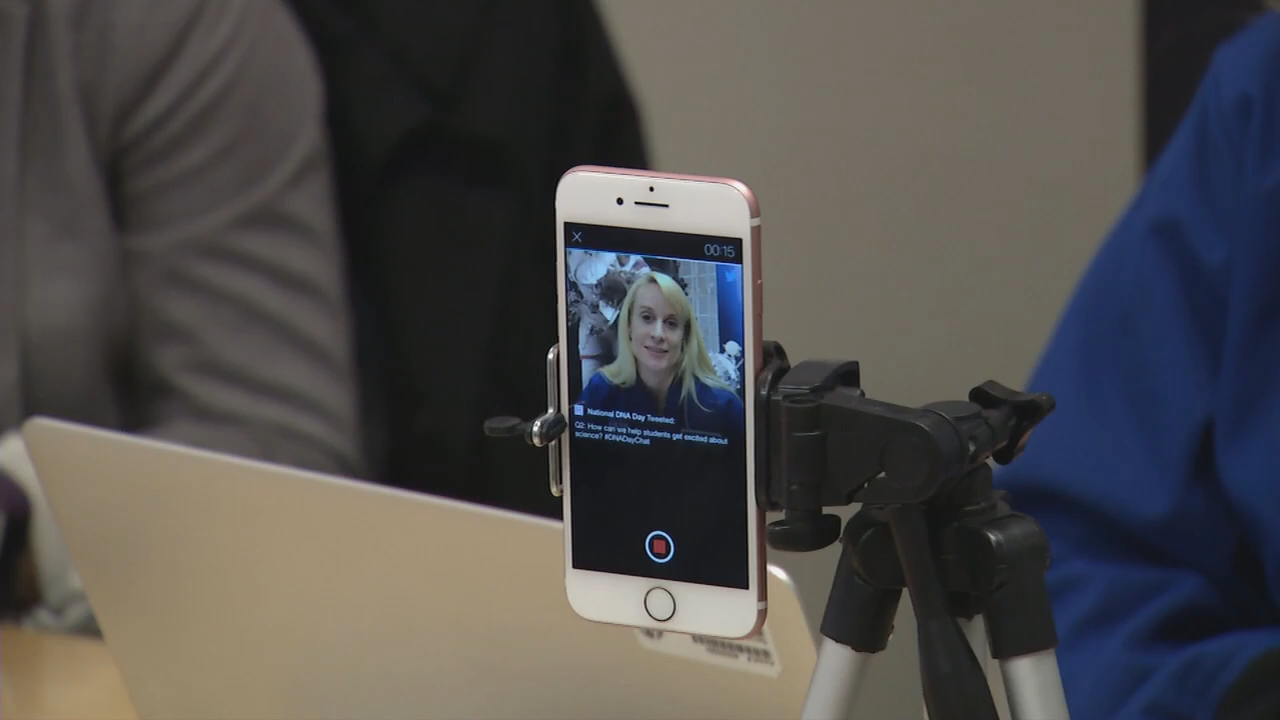 00:15
National DNA Day Tweeted:
Q2: How can we help students get excited about
science? #DNADayChat